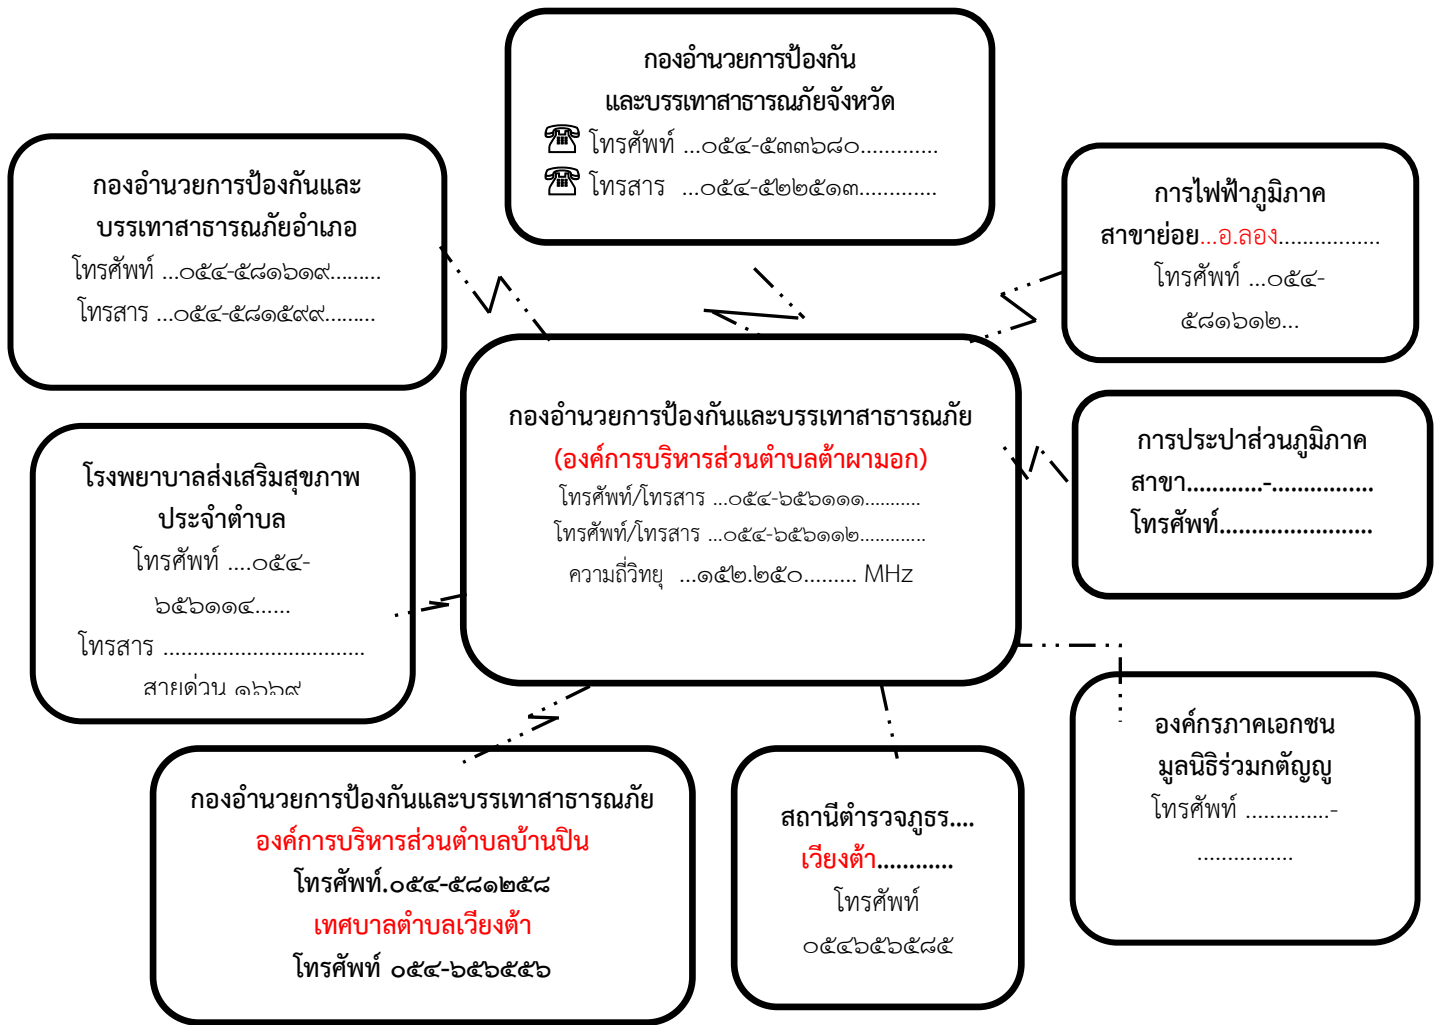 กองอำนวยการป้องกัน
และบรรเทาสาธารณภัยจังหวัด
☎ โทรศัพท์ ...๐๕๔-๕๓๓๖๘๐.............
☎ โทรสาร ...๐๕๔-๕๒๒๕๑๓.............
กองอำนวยการป้องกันและ
บรรเทาสาธารณภัยอำเภอ
โทรศัพท์ ...๐๕๔-๕๘๑๖๑๙.........
โทรสาร ...๐๕๔-๕๘๑๕๙๙.........
การไฟฟ้าภูมิภาค
สาขาย่อย...อ.ลอง.................
โทรศัพท์ ...๐๕๔-
๕๘๑๖๑๒...
กองอำนวยการป้องกันและบรรเทาสาธารณภัย
(องค์การบริหารส่วนตำบลต้าผามอก)
โทรศัพท์/โทรสาร ...๐๕๔-๖๕๖๑๑๑...........
โทรศัพท์/โทรสาร ...๐๕๔-๖๕๖๑๑๒.............
ความถี่วิทยุ ...๑๕๒.๒๕๐......... MHz
การประปาส่วนภูมิภาค
สาขา............-................
โทรศัพท์........................
โรงพยาบาลส่งเสริมสุขภาพ
ประจำตำบล
โทรศัพท์ ....๐๕๔-
๖๕๖๑๑๔......
โทรสาร .................................
สายด่วน ๑๖๖๙
องค์กรภาคเอกชน
มูลนิธิร่วมกตัญญู
โทรศัพท์ ..............-
................
กองอำนวยการป้องกันและบรรเทาสาธารณภัย
องค์การบริหารส่วนตำบลบ้านปิน
โทรศัพท์.๐๕๔-๕๘๑๒๕๘
เทศบาลตำบลเวียงต้า
โทรศัพท์ ๐๕๔-๖๕๖๕๕๖
สถานีตำรวจภูธร....
เวียงต้า............
โทรศัพท์
๐๕๔๖๕๖๕๘๕